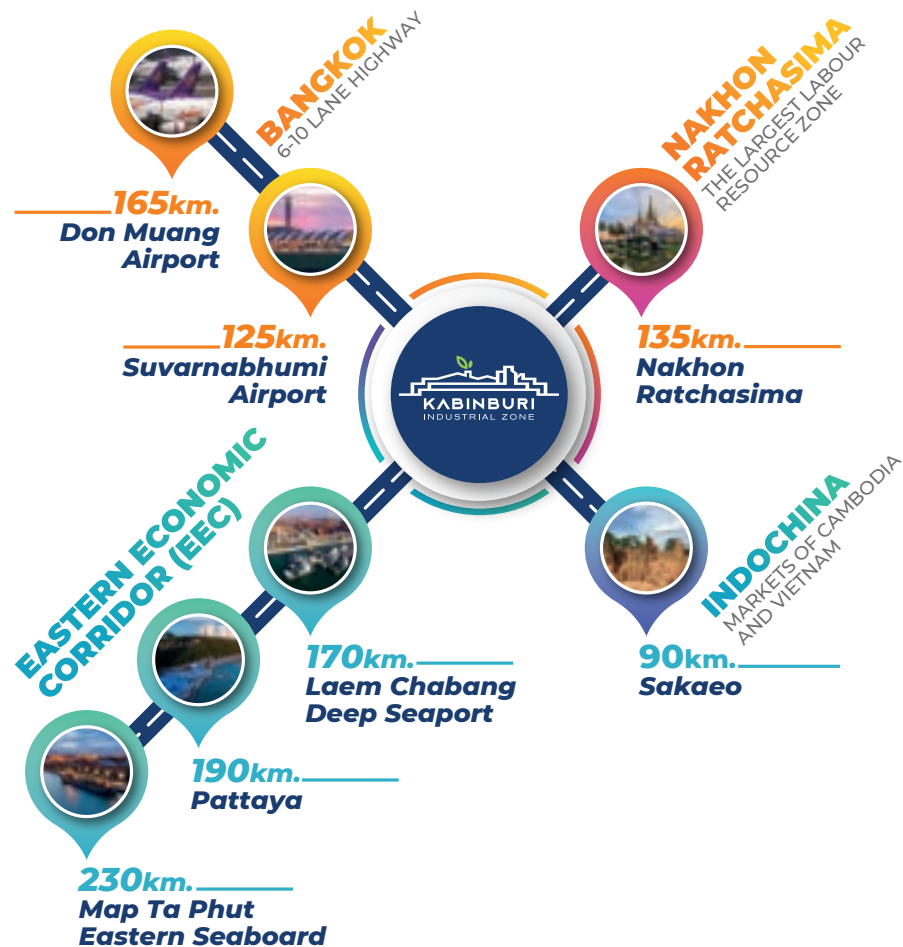 BANGKOK
6-10 LANE HIGHWAY
165km.
Don Muang
Airport
125km.
Suvarnabhumi
Airport
NAKHON
RATCHASIMA
THE LARGEST LABOUR
RESOURCE ZONE
135km.
Nakhon
Ratchasima
KABINBURI
INDUSTRIAL ZONE
EASTERN ECONOMIC
CORRIDOR (EEC)
170km.
Laem Chabang
Deep Seaport
190km.
Pattaya
230km.
Map Ta Phut
Eastern Seaboard
INDOCHINA
MARKETS OF CAMBODIA
AND VIETNAM
90km.
Sakaeo